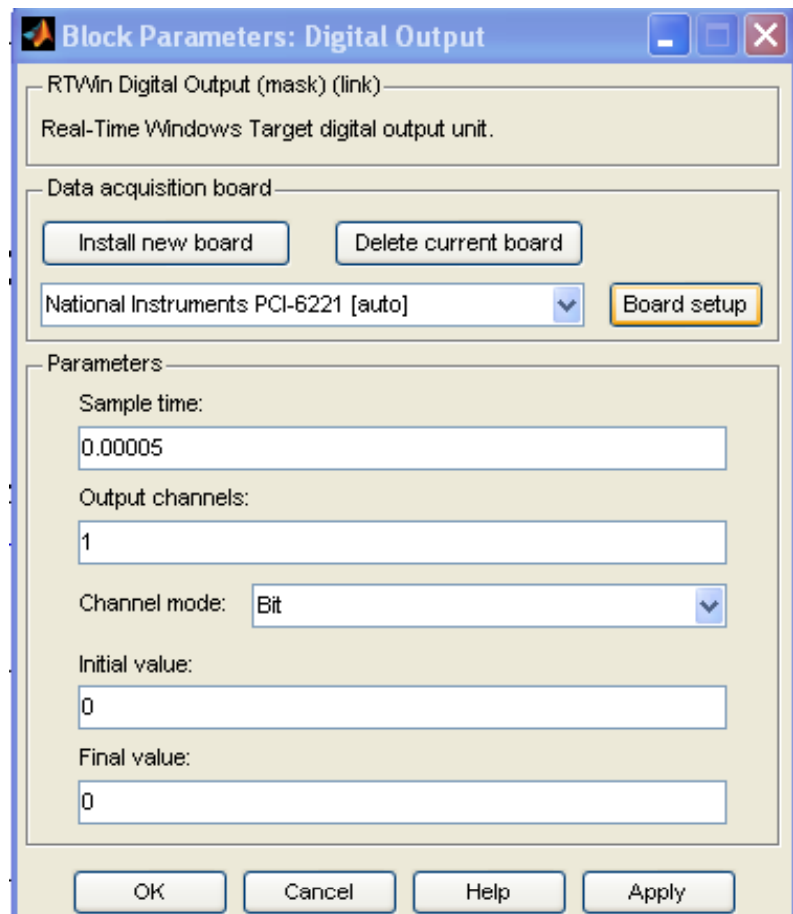 Block Parameters: Digital Output
RTWin Digital Output (mask) (link)
Real-Time Windows Target digital output unit.
Data acquisition board
Install new board
Delete current board
National Instruments PCI-6221 [auto]
Board setup
Parameters
Sample time:
0.00005
Output channels:
1
Channel mode:
Bit
Initial value:
0
Final value:
0
OK
Cancel
Help
Apply